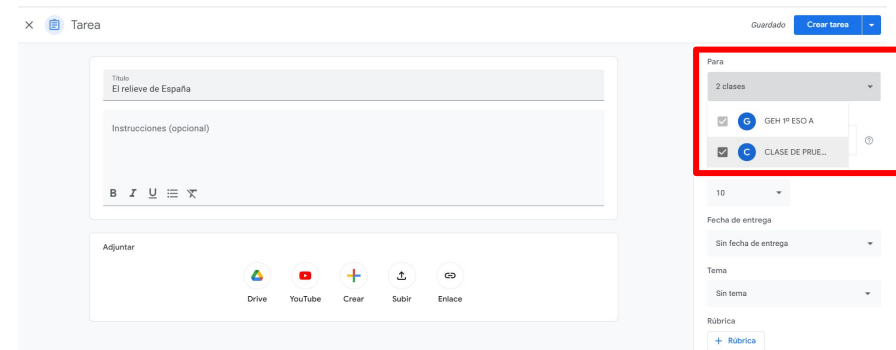 Tarea
Guardado
Crear tarea
Título
El relieve de España
Instrucciones (opcional)
B I U
Adjuntar
Drive YouTube Crear Subir Enlace
Para
2 clases
G GEH 1º ESO A
C CLASE DE PRUE...
10
Fecha de entrega
Sin fecha de entrega
Tema
Sin tema
Rúbrica
+ Rúbrica